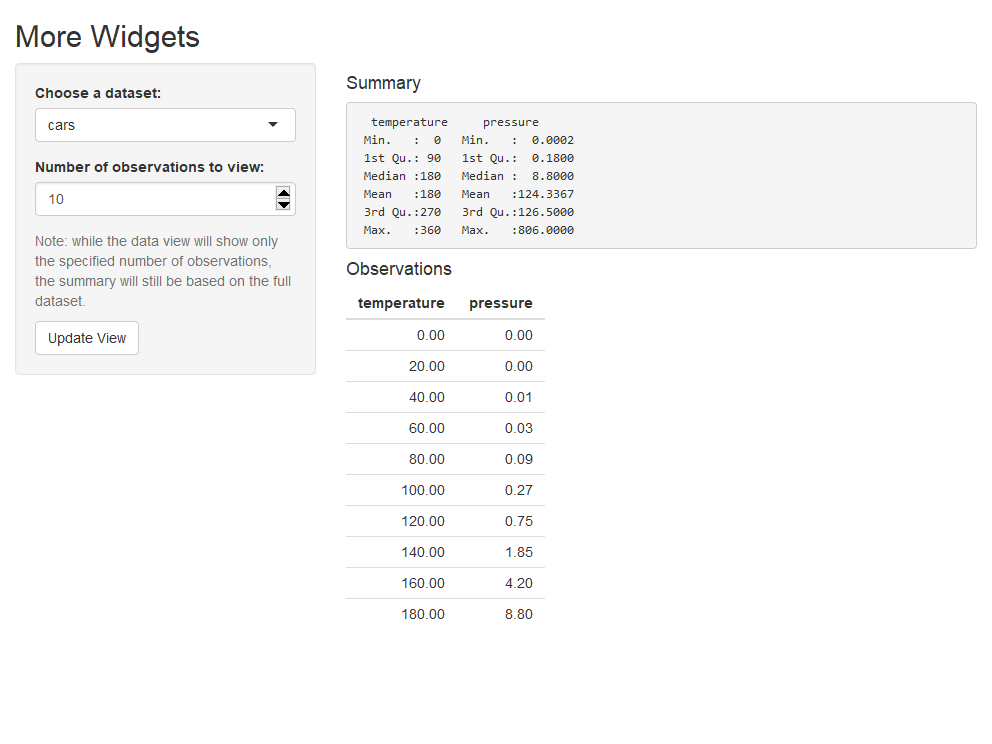 More Widgets
Choose a dataset:
cars
Number of observations to view:
10
Note: while the data view will show only
the specified number of observations,
the summary will still be based on the full
dataset.
Update View
Summary
temperature pressure
Min. : 0 Min. : 0.0002
1st Qu.: 90 1st Qu.: 0.1800
Median :180 Median : 8.8000
Mean :180 Mean :124.3367
3rd Qu.:270 3rd Qu.:126.5000
Max. :360 Max. :806.0000
Observations
temperature pressure
0.00 0.00
20.00 0.00
40.00 0.01
60.00 0.03
80.00 0.09
100.00 0.27
120.00 0.75
140.00 1.85
160.00 4.20
180.00 8.80